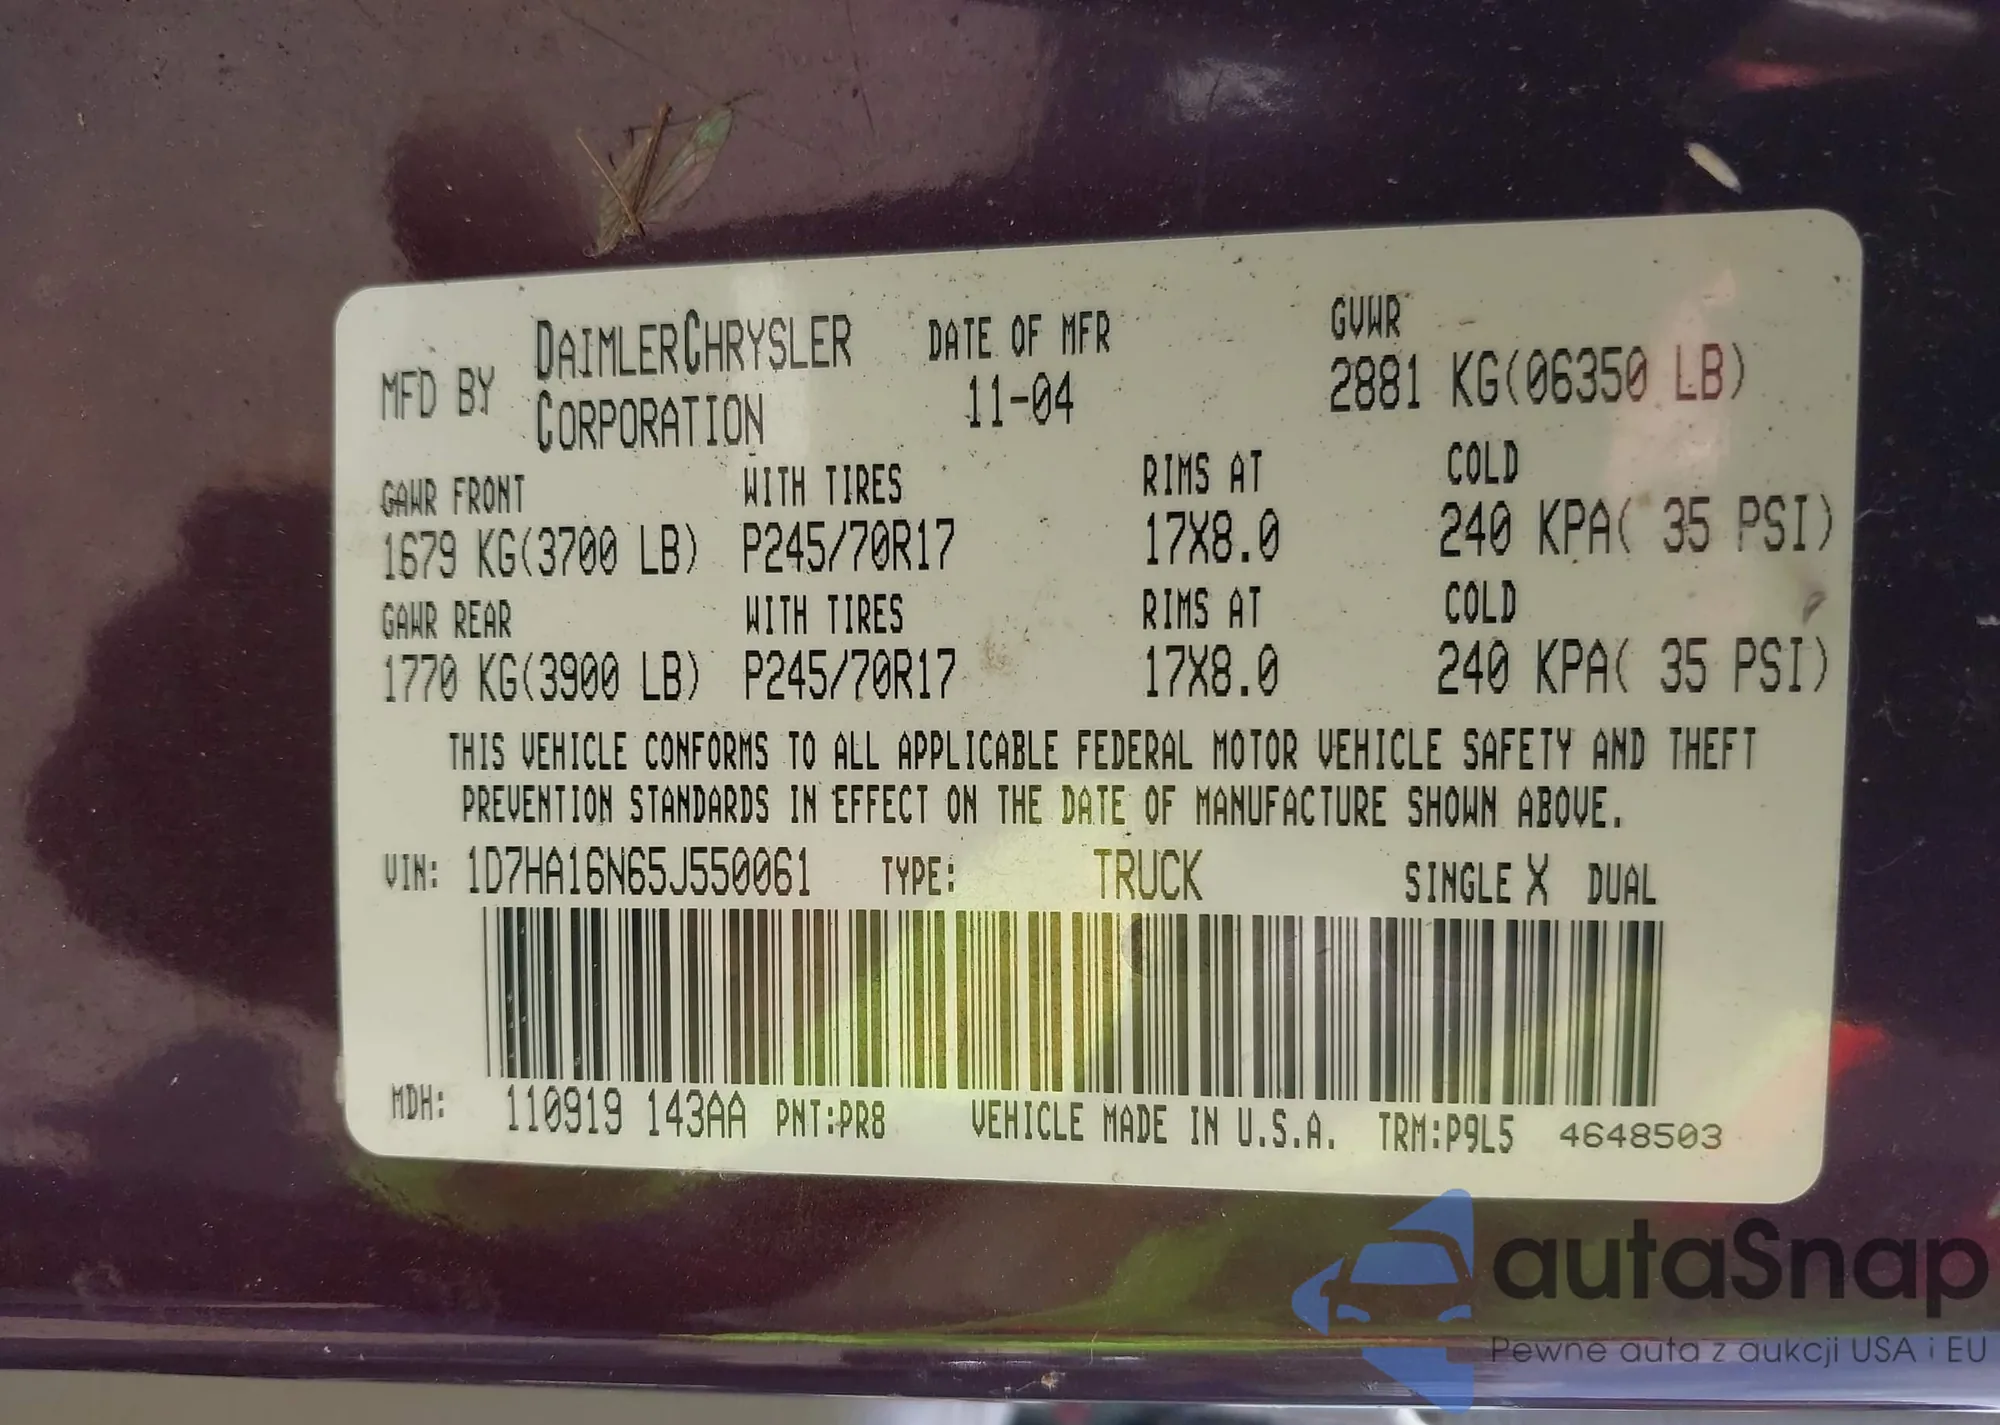 MFD BY DAIMLERCHRYSLER CORPORATION DATE OF MFR 11-04 GVWR 2881 KG(06350 LB)
GAWR FRONT WITH TIRES RIMS AT COLD
1679 KG(3700 LB) P245/70R17 17X8.0 240 KPA( 35 PSI)
GAWR REAR WITH TIRES RIMS AT COLD
1770 KG(3900 LB) P245/70R17 17X8.0 240 KPA( 35 PSI)
THIS VEHICLE CONFORMS TO ALL APPLICABLE FEDERAL MOTOR VEHICLE SAFETY AND THEFT
PREVENTION STANDARDS IN EFFECT ON THE DATE OF MANUFACTURE SHOWN ABOVE.
VIN: 1D7HA16N65J550061 TYPE: TRUCK SINGLE X DUAL
MDH: 110919 143AA PNT:PR8 VEHICLE MADE IN U.S.A. TRM:P9L5 4648503
autaSnap
Pewne auta z aukcji USA i EU